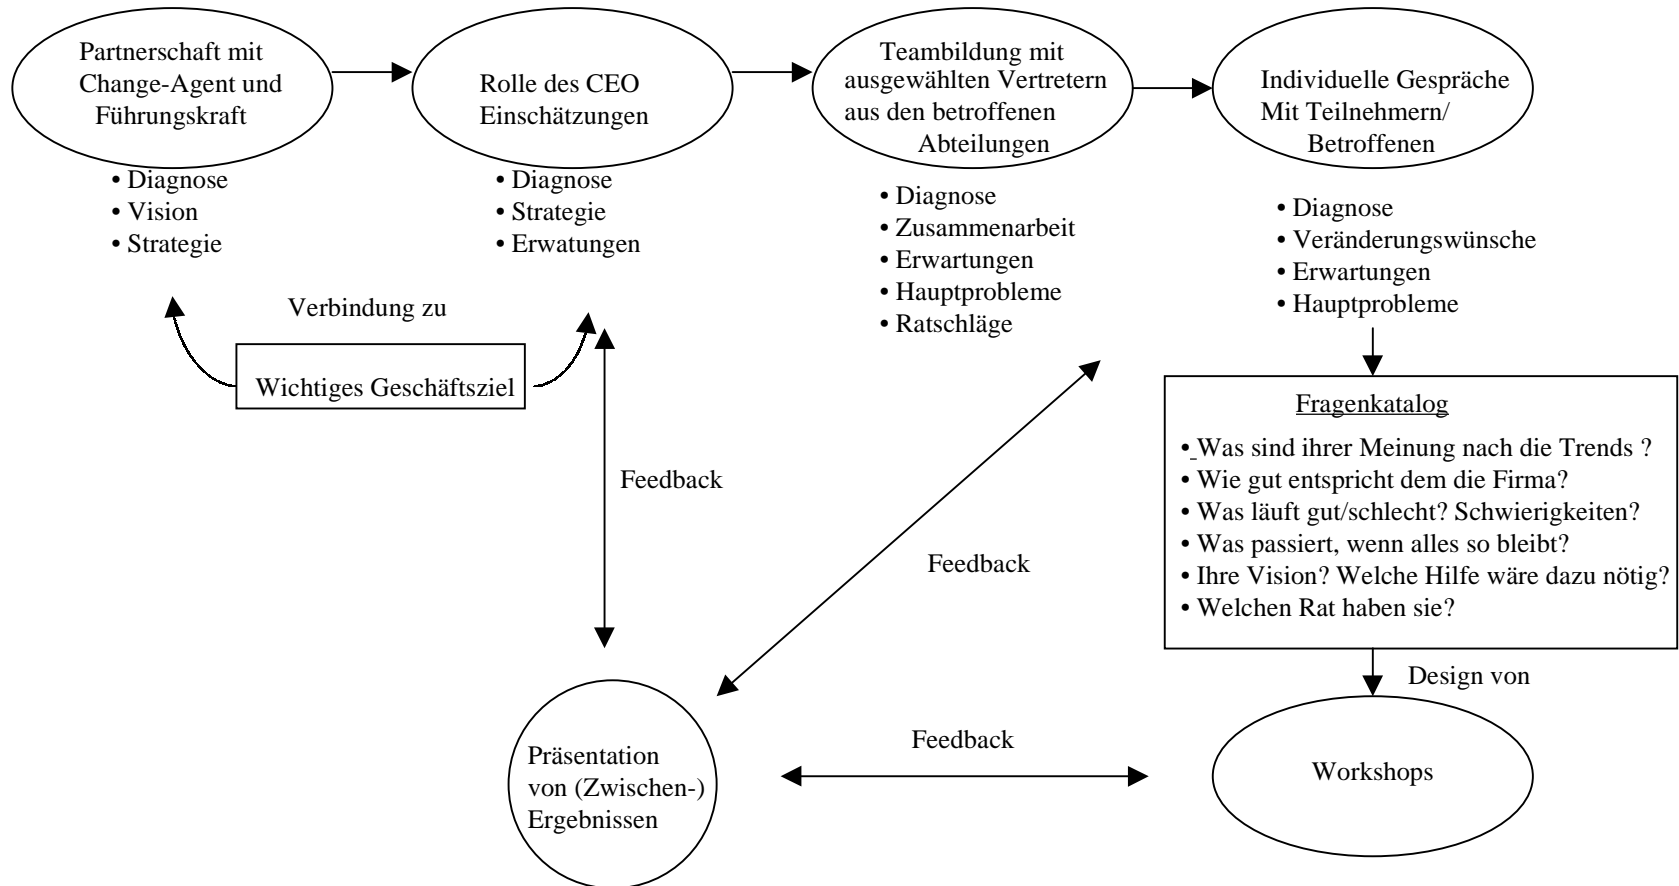 Partnerschaft mit
Change-Agent und
Führungskraft
• Diagnose
• Vision
• Strategie
Rolle des CEO
Einschätzungen
• Diagnose
• Strategie
• Erwatungen
Teambildung mit
ausgewählten Vertretern
aus den betroffenen
Abteilungen
• Diagnose
• Zusammenarbeit
• Erwartungen
• Hauptprobleme
• Ratschläge
Individuelle Gespräche
Mit Teilnehmern/
Betroffenen
• Diagnose
• Veränderungswünsche
• Erwartungen
• Hauptprobleme
Verbindung zu
Wichtiges Geschäftsziel
Fragenkatalog
• Was sind ihrer Meinung nach die Trends ?
• Wie gut entspricht dem die Firma?
• Was läuft gut/schlecht? Schwierigkeiten?
• Was passiert, wenn alles so bleibt?
• Ihre Vision? Welche Hilfe wäre dazu nötig?
• Welchen Rat haben sie?
Feedback
Feedback
Design von
Feedback
Präsentation
von (Zwischen-)
Ergebnissen
Workshops